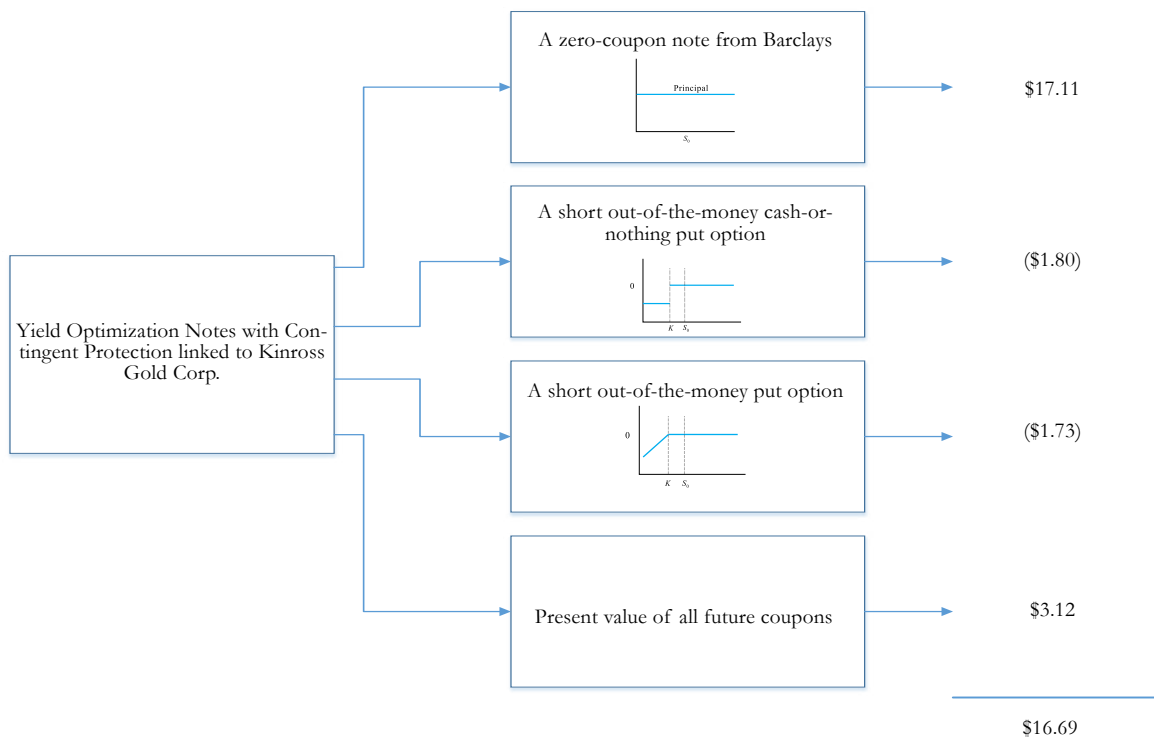 A zero-coupon note from Barclays
Principal
S₀
$17.11
A short out-of-the-money cash-or-
nothing put option
0
K S₀
($1.80)
Yield Optimization Notes with Con-
tingent Protection linked to Kinross
Gold Corp.
A short out-of-the-money put option
0
K S₀
($1.73)
Present value of all future coupons
$3.12
$16.69